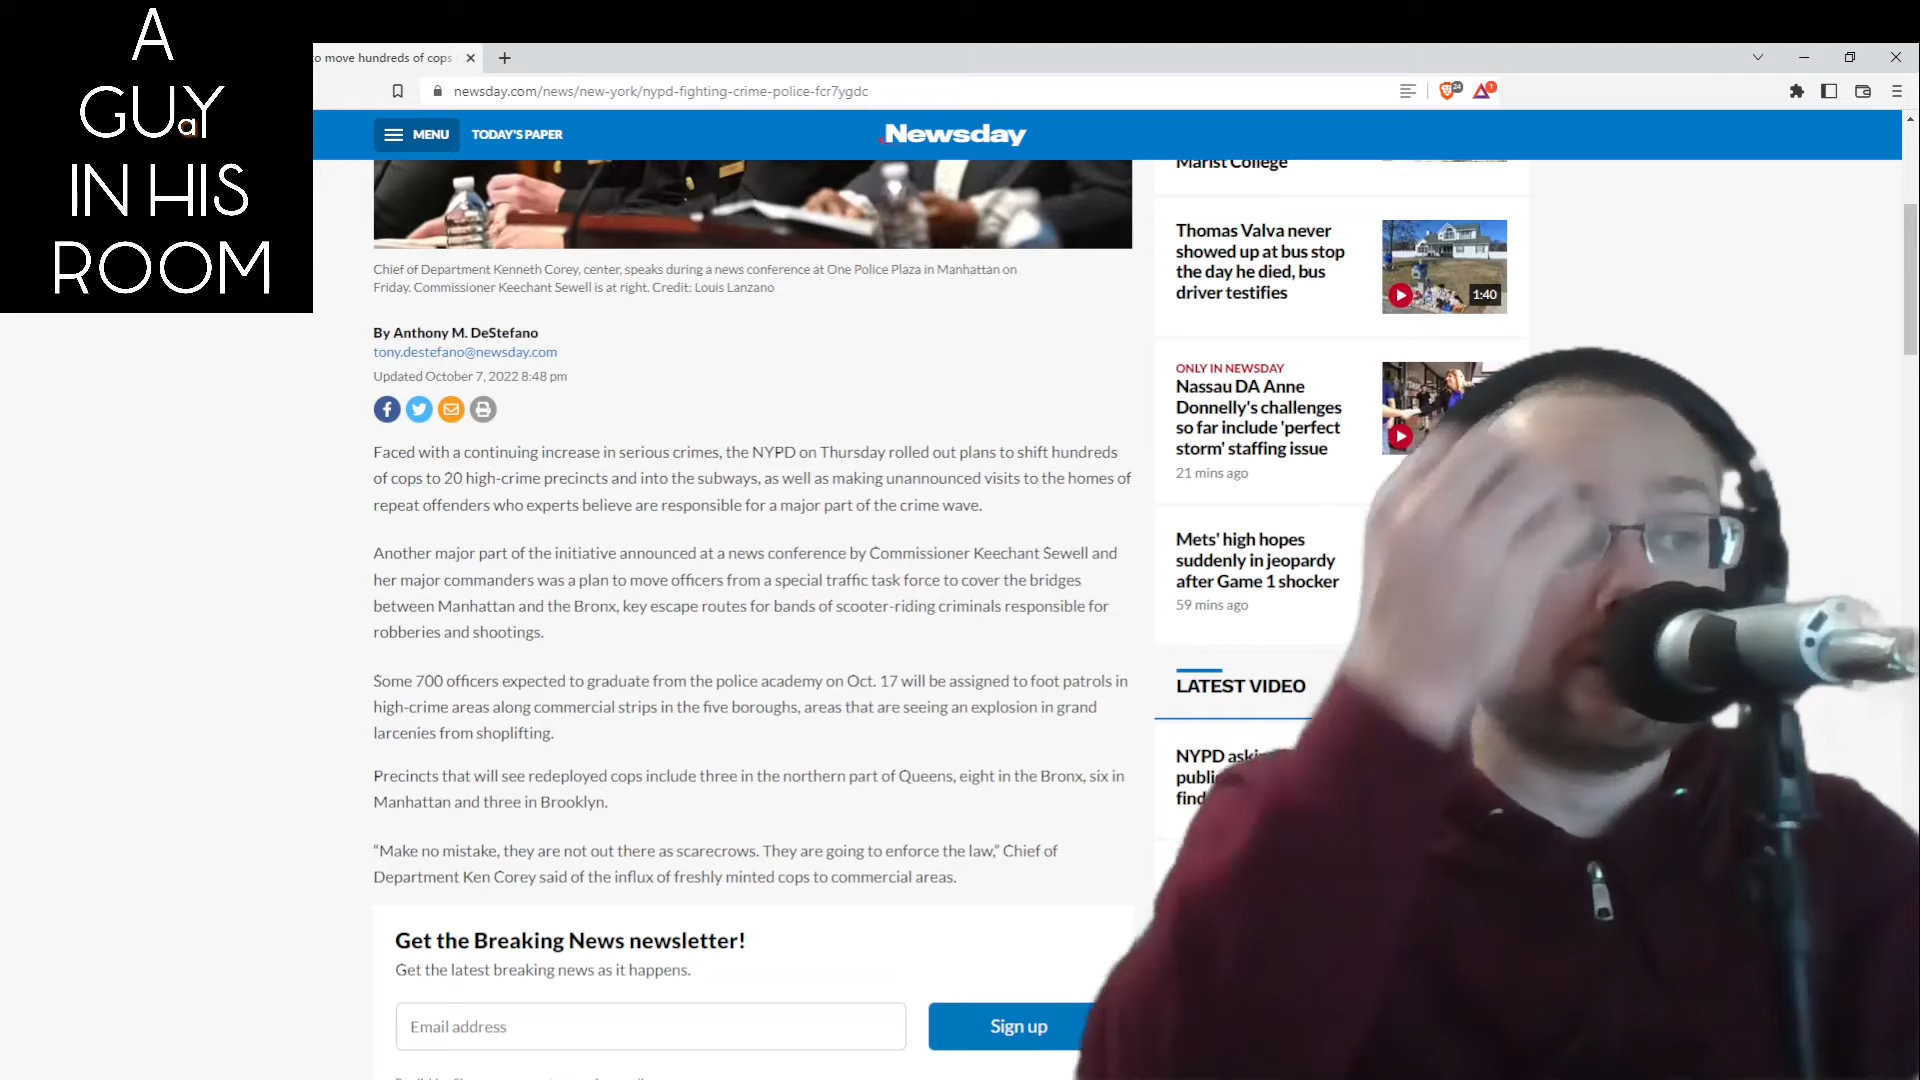 A
GUaY
IN HIS
ROOM
to move hundreds of cops
newsday.com/news/new-york/nypd-fighting-crime-police-fcr7ygdc
24
1
MENU
TODAY'S PAPER
Newsday
Chief of Department Kenneth Corey, center, speaks during a news conference at One Police Plaza in Manhattan on
Friday. Commissioner Keechant Sewell is at right. Credit: Louis Lanzano
By Anthony M. DeStefano
tony.destefano@newsday.com
Updated October 7, 2022 8:48 pm
Faced with a continuing increase in serious crimes, the NYPD on Thursday rolled out plans to shift hundreds
of cops to 20 high-crime precincts and into the subways, as well as making unannounced visits to the homes of
repeat offenders who experts believe are responsible for a major part of the crime wave.
Another major part of the initiative announced at a news conference by Commissioner Keechant Sewell and
her major commanders was a plan to move officers from a special traffic task force to cover the bridges
between Manhattan and the Bronx, key escape routes for bands of scooter-riding criminals responsible for
robberies and shootings.
Some 700 officers expected to graduate from the police academy on Oct. 17 will be assigned to foot patrols in
high-crime areas along commercial strips in the five boroughs, areas that are seeing an explosion in grand
larcenies from shoplifting.
Precincts that will see redeployed cops include three in the northern part of Queens, eight in the Bronx, six in
Manhattan and three in Brooklyn.
“Make no mistake, they are not out there as scarecrows. They are going to enforce the law,” Chief of
Department Ken Corey said of the influx of freshly minted cops to commercial areas.
Get the Breaking News newsletter!
Get the latest breaking news as it happens.
Email address
Sign up
Marist College
Thomas Valva never
showed up at bus stop
the day he died, bus
driver testifies
1:40
ONLY IN NEWSDAY
Nassau DA Anne
Donnelly's challenges
so far include 'perfect
storm' staffing issue
21 mins ago
Mets' high hopes
suddenly in jeopardy
after Game 1 shocker
59 mins ago
LATEST VIDEO
NYPD aski
public
find